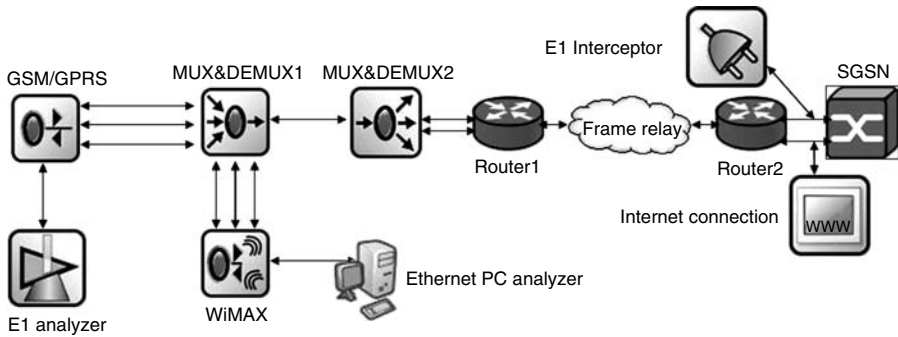 E1 Interceptor
SGSN
GSM/GPRS
MUX&DEMUX1
MUX&DEMUX2
Frame relay
Router1
Router2
Internet connection
WWW
Ethernet PC analyzer
WiMAX
E1 analyzer